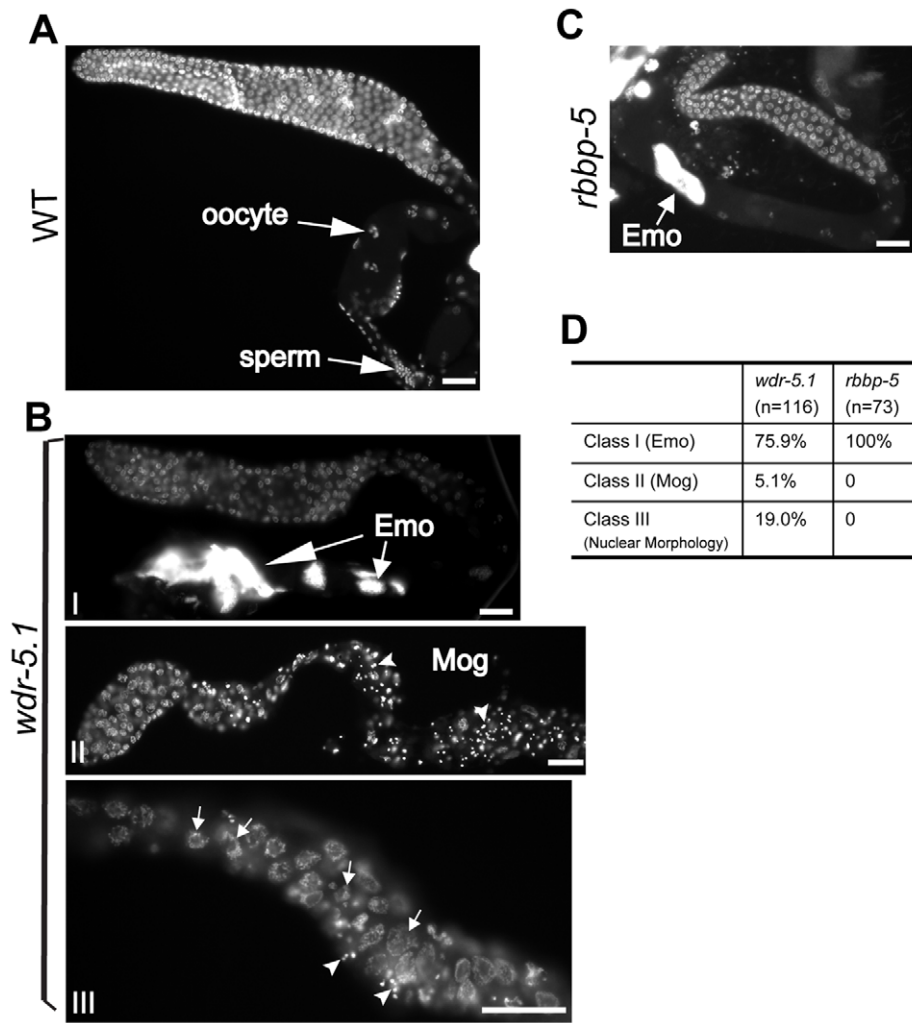 A
WT
oocyte
sperm
B
wdr-5.1
Emo
I
Mog
II
III
C
rbbp-5
Emo
D
wdr-5.1 rbbp-5
(n=116) (n=73)
Class I (Emo) 75.9% 100%
Class II (Mog) 5.1% 0
Class III 19.0% 0
(Nuclear Morphology)